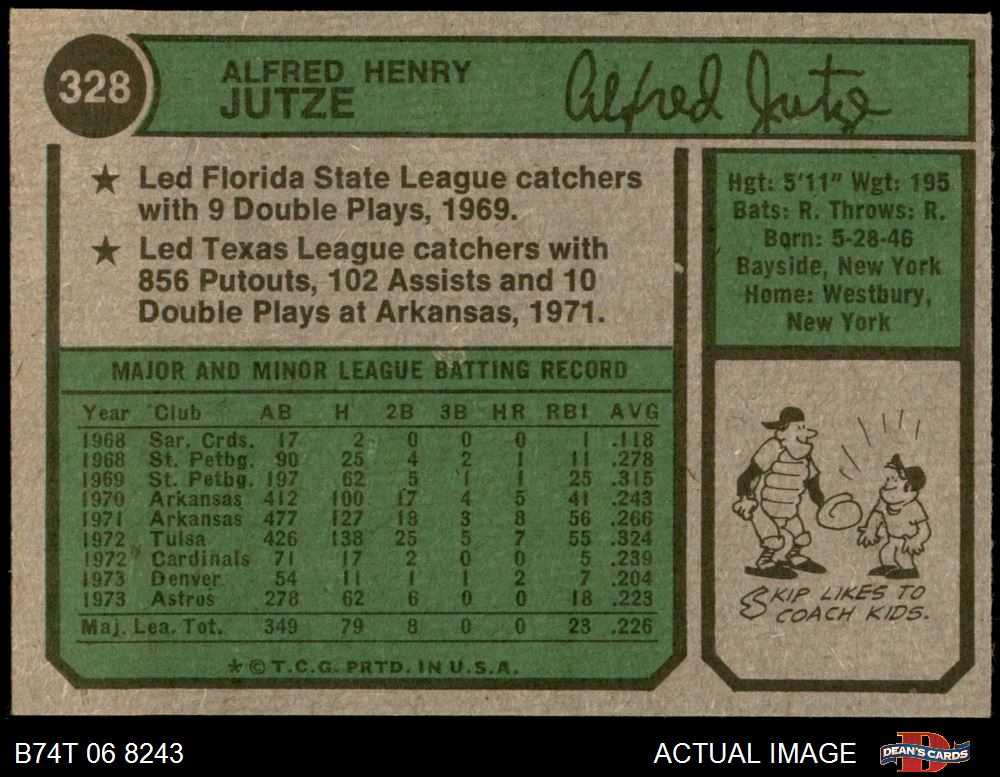 328
ALFRED HENRY
JUTZE
Alfred Jutze
★ Led Florida State League catchers
with 9 Double Plays, 1969.
★ Led Texas League catchers with
856 Putouts, 102 Assists and 10
Double Plays at Arkansas, 1971.
Hgt: 5'11" Wgt: 195
Bats: R. Throws: R.
Born: 5-28-46
Bayside, New York
Home: Westbury,
New York
MAJOR AND MINOR LEAGUE BATTING RECORD
Year Club AB H 2B 3B HR RBI AVG
1968 Sar. Crds. 17 2 0 0 0 1 .118
1968 St. Petbg. 90 25 4 2 1 11 .278
1969 St. Petbg. 197 62 5 1 1 25 .315
1970 Arkansas 412 100 17 4 5 41 .243
1971 Arkansas 477 127 18 3 8 56 .266
1972 Tulsa 426 138 25 5 7 55 .324
1972 Cardinals 71 17 2 0 0 5 .239
1973 Denver 54 11 1 1 2 7 .204
1973 Astros 278 62 6 0 0 18 .223
Maj. Lea. Tot. 349 79 8 0 0 23 .226
★ © T.C.G. PRTD. IN U.S.A.
SKIP LIKES TO
COACH KIDS.
B74T 06 8243
ACTUAL IMAGE
DEAN'S CARDS